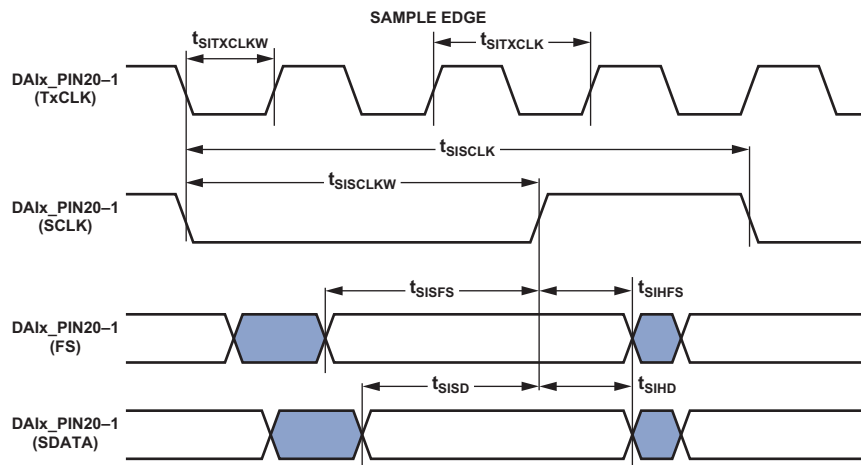 SAMPLE EDGE
tSITXCLKW
tSITXCLK
DAIx_PIN20–1
(TxCLK)
tSISCLK
tSISCLKW
DAIx_PIN20–1
(SCLK)
tSISFS
tSIHFS
DAIx_PIN20–1
(FS)
tSISD
tSIHD
DAIx_PIN20–1
(SDATA)